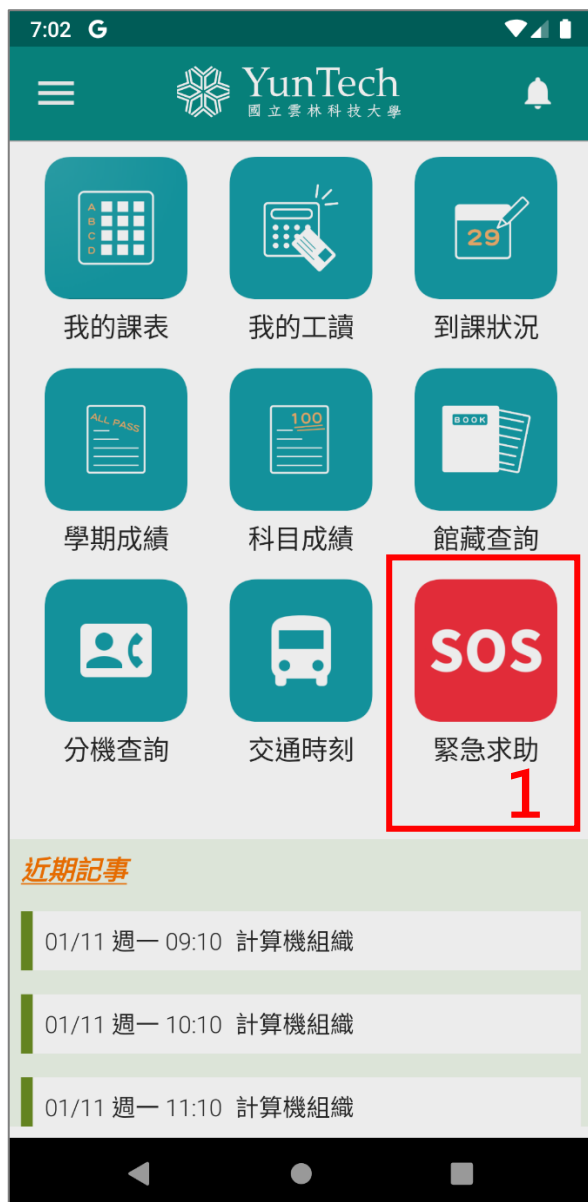 7:02 G
YunTech
國立雲林科技大學
A
B
C
D
29
我的課表 我的工讀 到課狀況
ALL PASS
100
BOOK
學期成績 科目成績 館藏查詢
SOS
分機查詢 交通時刻 緊急求助
1
近期記事
01/11 週一 09:10 計算機組織
01/11 週一 10:10 計算機組織
01/11 週一 11:10 計算機組織